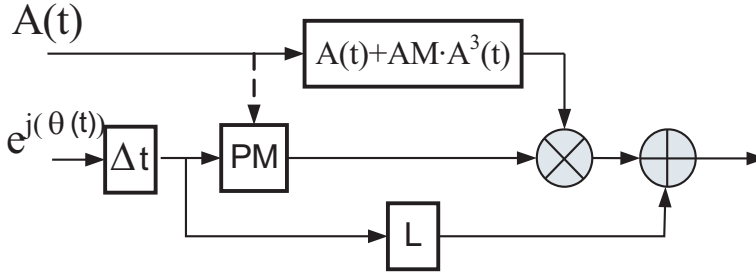 A(t)
A(t)+AM·A³(t)
e^j(θ(t))
Δt
PM
L